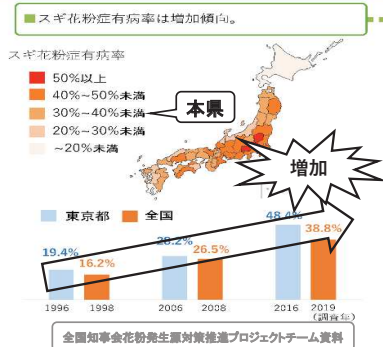 ■スギ花粉症有病率は増加傾向。
スギ花粉症有病率
50%以上
40%~50%未満
30%~40%未満
20%~30%未満
~20%未満
本県
増加
東京都 全国
48.4%
38.8%
28.2%
26.5%
19.4%
16.2%
1996 1998 2006 2008 2016 2019
(調査年)
全国知事会花粉発生源対策推進プロジェクトチーム資料